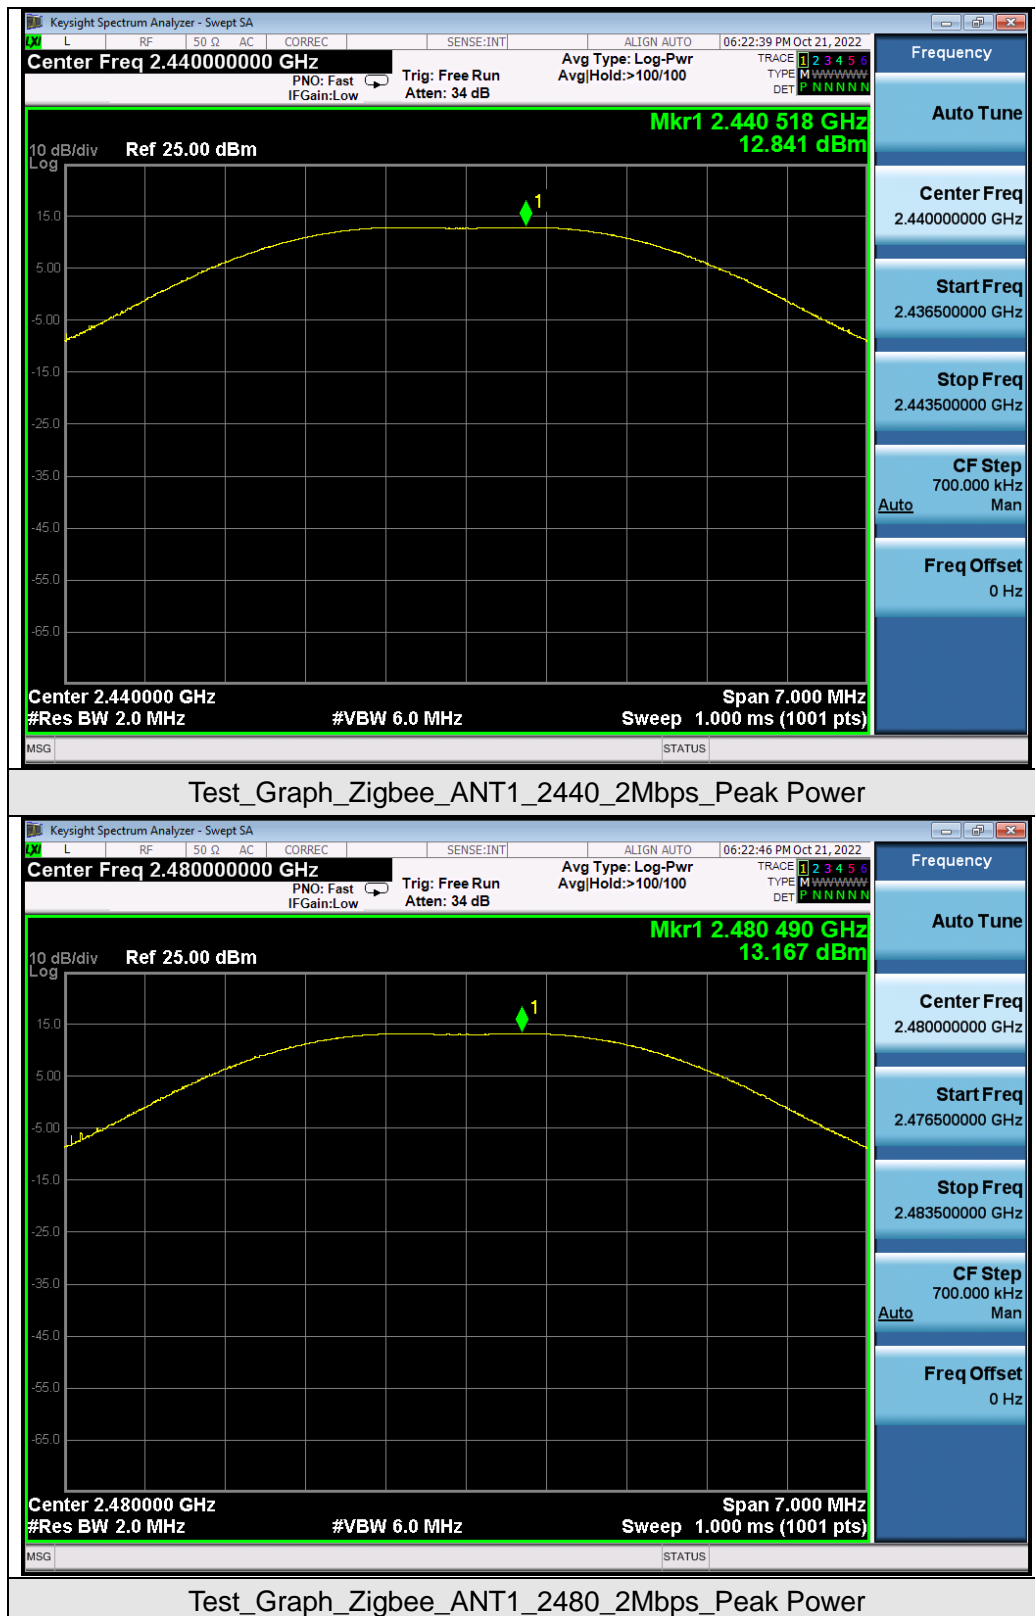 Keysight Spectrum Analyzer - Swept SA
LXI L RF 50 Ω AC CORREC SENSE:INT ALIGN AUTO 06:22:39 PM Oct 21, 2022
Center Freq 2.440000000 GHz
PNO: Fast
IFGain:Low
Trig: Free Run
Atten: 34 dB
Avg Type: Log-Pwr
Avg|Hold:>100/100
TRACE 1 2 3 4 5 6
TYPE M WWWWW
DET P N N N N N
Mkr1 2.440 518 GHz
12.841 dBm
10 dB/div Ref 25.00 dBm
Log
1
15.0
5.00
-5.00
-15.0
-25.0
-35.0
-45.0
-55.0
-65.0
Center 2.440000 GHz Span 7.000 MHz
#Res BW 2.0 MHz #VBW 6.0 MHz Sweep 1.000 ms (1001 pts)
MSG STATUS
Frequency
Auto Tune
Center Freq
2.440000000 GHz
Start Freq
2.436500000 GHz
Stop Freq
2.443500000 GHz
CF Step
700.000 kHz
Auto Man
Freq Offset
0 Hz
Test_Graph_Zigbee_ANT1_2440_2Mbps_Peak Power
Keysight Spectrum Analyzer - Swept SA
LXI L RF 50 Ω AC CORREC SENSE:INT ALIGN AUTO 06:22:46 PM Oct 21, 2022
Center Freq 2.480000000 GHz
PNO: Fast
IFGain:Low
Trig: Free Run
Atten: 34 dB
Avg Type: Log-Pwr
Avg|Hold:>100/100
TRACE 1 2 3 4 5 6
TYPE M WWWWW
DET P N N N N N
Mkr1 2.480 490 GHz
13.167 dBm
10 dB/div Ref 25.00 dBm
Log
1
15.0
5.00
-5.00
-15.0
-25.0
-35.0
-45.0
-55.0
-65.0
Center 2.480000 GHz Span 7.000 MHz
#Res BW 2.0 MHz #VBW 6.0 MHz Sweep 1.000 ms (1001 pts)
MSG STATUS
Frequency
Auto Tune
Center Freq
2.480000000 GHz
Start Freq
2.476500000 GHz
Stop Freq
2.483500000 GHz
CF Step
700.000 kHz
Auto Man
Freq Offset
0 Hz
Test_Graph_Zigbee_ANT1_2480_2Mbps_Peak Power